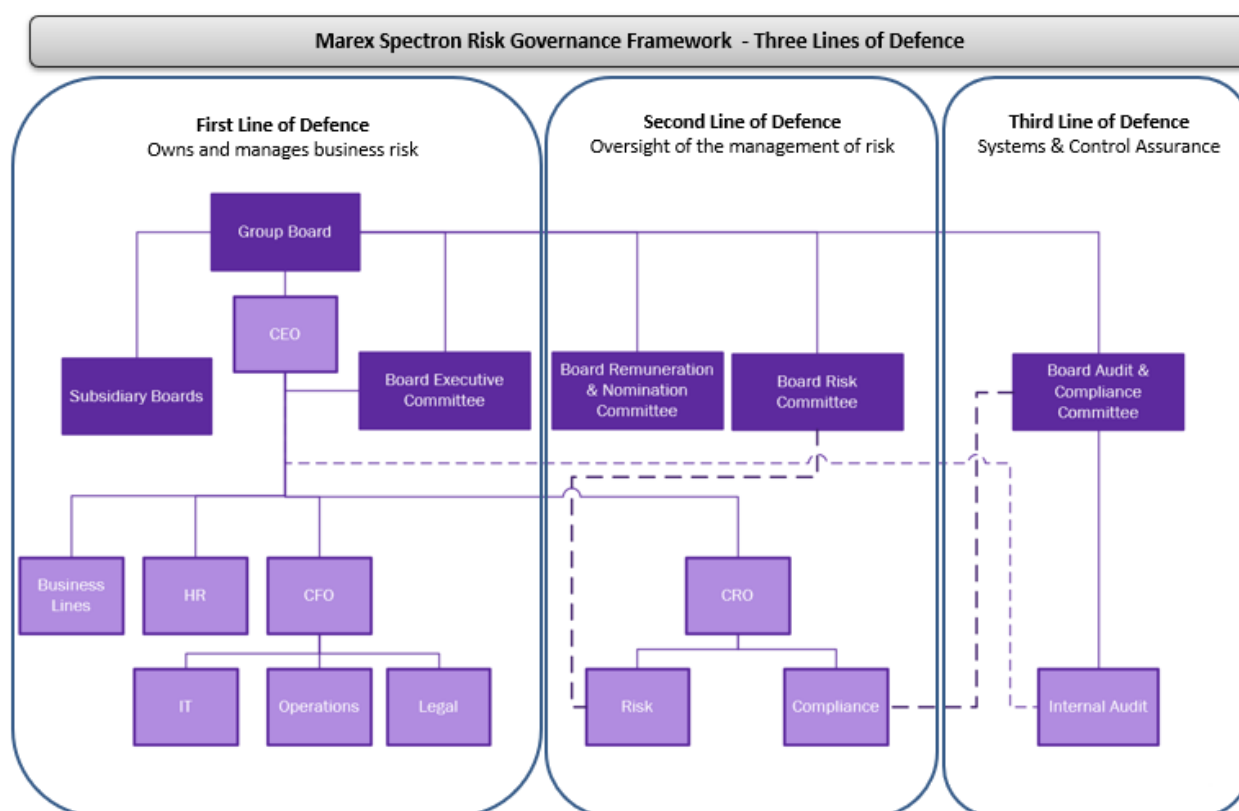 Marex Spectron Risk Governance Framework - Three Lines of Defence
First Line of Defence
Owns and manages business risk
Second Line of Defence
Oversight of the management of risk
Third Line of Defence
Systems & Control Assurance
Group Board
CEO
Subsidiary Boards
Board Executive
Committee
Board Remuneration
& Nomination
Committee
Board Risk
Committee
Board Audit &
Compliance
Committee
Business
Lines
HR
CFO
CRO
IT
Operations
Legal
Risk
Compliance
Internal Audit